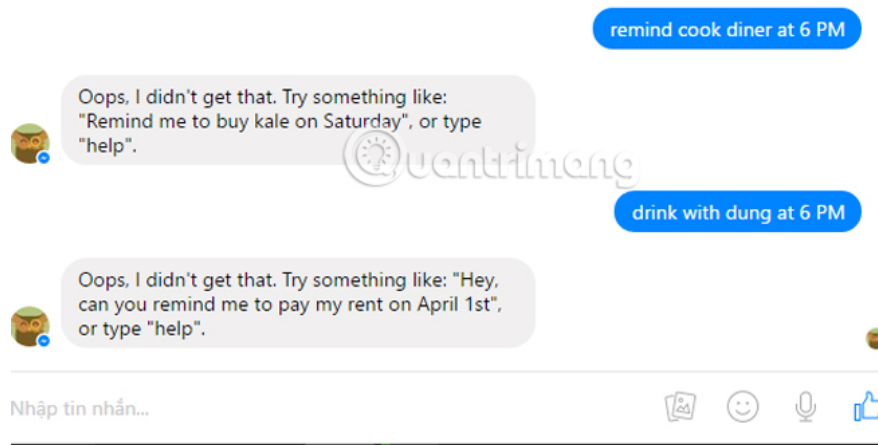 remind cook diner at 6 PM
Oops, I didn't get that. Try something like:
"Remind me to buy kale on Saturday", or type
"help".
Quantrimang
drink with dung at 6 PM
Oops, I didn't get that. Try something like: "Hey,
can you remind me to pay my rent on April 1st",
or type "help".
Nhập tin nhắn...